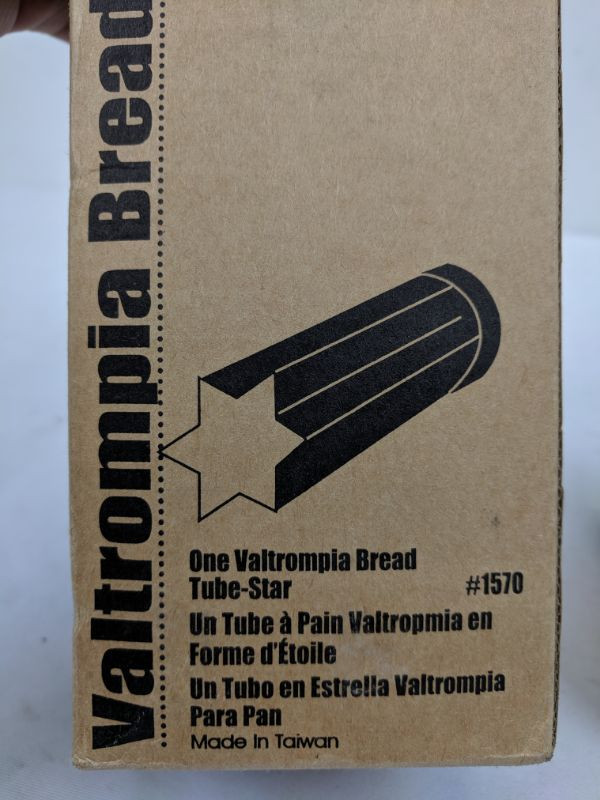 Valtrompia Bread
One Valtrompia Bread
Tube-Star #1570
Un Tube à Pain Valtropmia en
Forme d'Étoile
Un Tubo en Estrella Valtrompia
Para Pan
Made In Taiwan